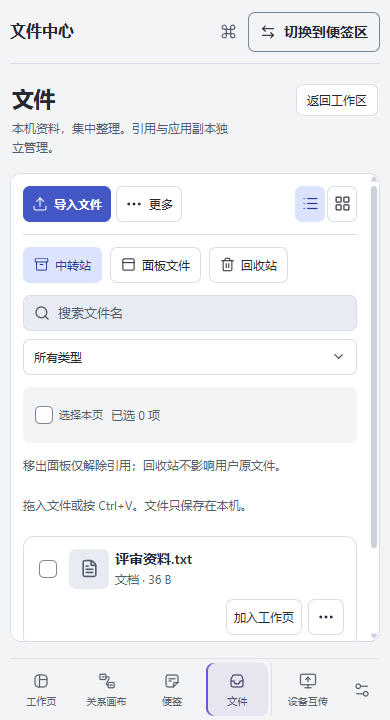 文件中心
切换到便签区
文件
返回工作区
本机资料，集中整理。引用与应用副本独
立管理。
导入文件
更多
中转站
面板文件
回收站
搜索文件名
所有类型
选择本页 已选 0 项
移出面板仅解除引用；回收站不影响用户原文件。
拖入文件或按 Ctrl+V。文件只保存在本机。
评审资料.txt
文档 · 36 B
加入工作页
工作页
关系画布
便签
文件
设备互传